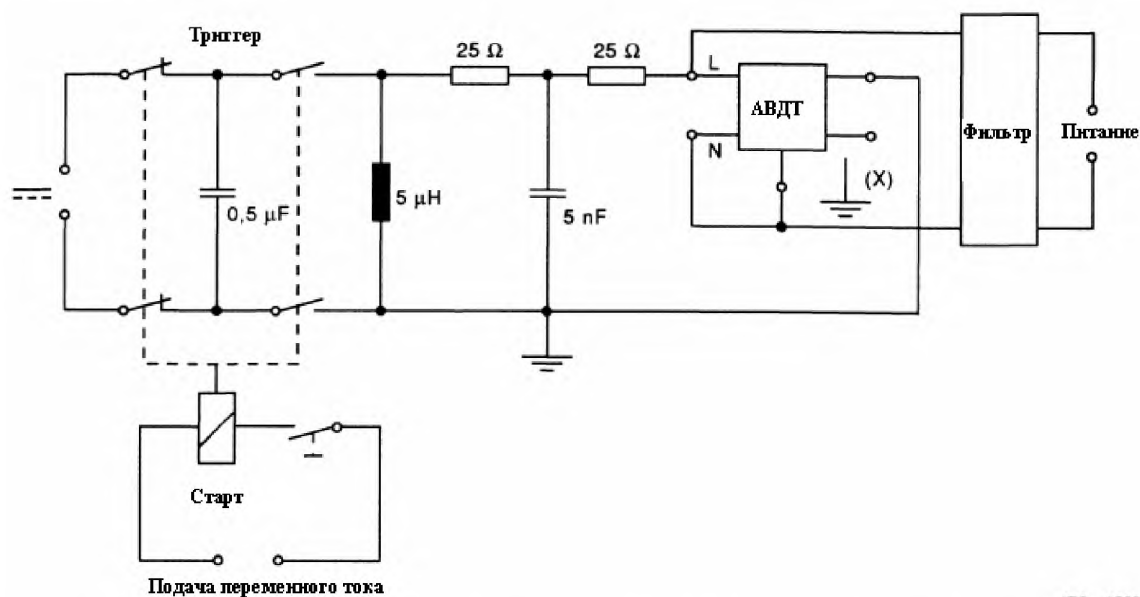 Триггер
25 Ω
25 Ω
L
АВДТ
Фильтр
Питание
N
(X)
0,5 μF
5 μH
5 nF
Старт
Подача переменного тока